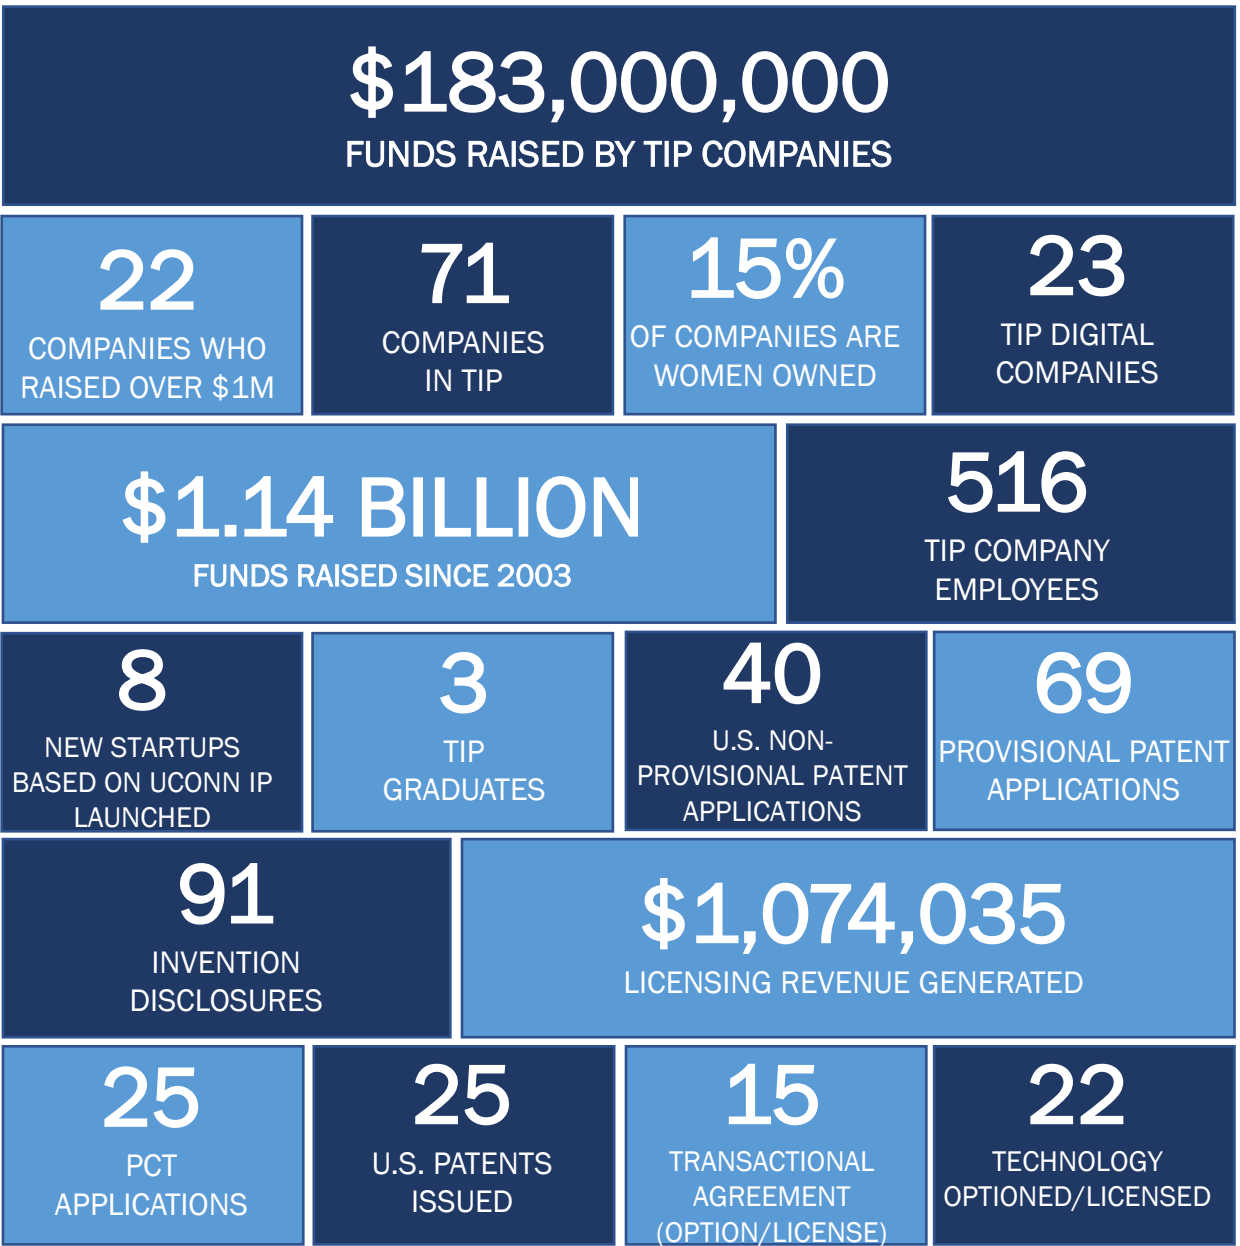 $183,000,000
FUNDS RAISED BY TIP COMPANIES
22
COMPANIES WHO
RAISED OVER $1M
71
COMPANIES
IN TIP
15%
OF COMPANIES ARE
WOMEN OWNED
23
TIP DIGITAL
COMPANIES
$1.14 BILLION
FUNDS RAISED SINCE 2003
516
TIP COMPANY
EMPLOYEES
8
NEW STARTUPS
BASED ON UCONN IP
LAUNCHED
3
TIP
GRADUATES
40
U.S. NON-
PROVISIONAL PATENT
APPLICATIONS
69
PROVISIONAL PATENT
APPLICATIONS
91
INVENTION
DISCLOSURES
$1,074,035
LICENSING REVENUE GENERATED
25
PCT
APPLICATIONS
25
U.S. PATENTS
ISSUED
15
TRANSACTIONAL
AGREEMENT
(OPTION/LICENSE)
22
TECHNOLOGY
OPTIONED/LICENSED